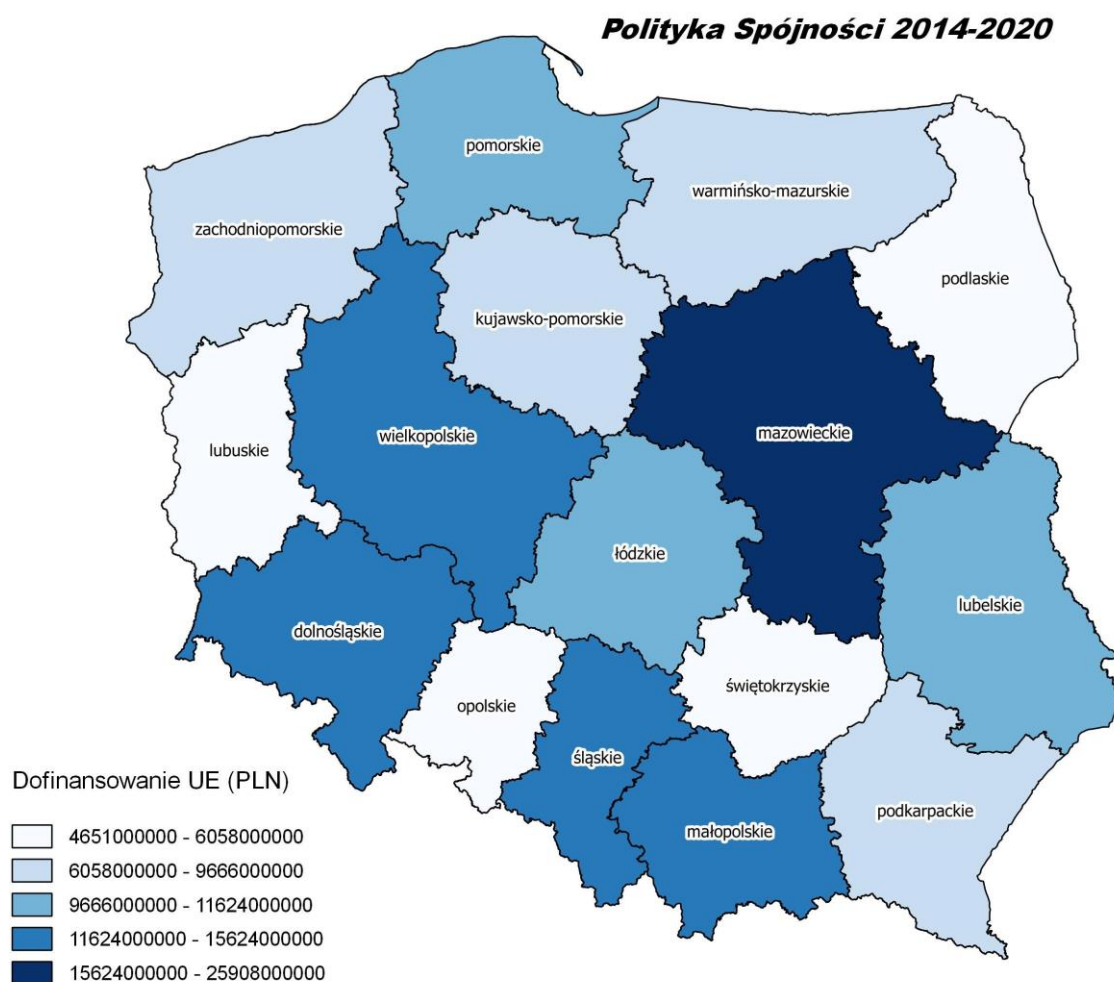 Polityka Spójności 2014-2020
pomorskie
warmińsko-mazurskie
zachodniopomorskie
podlaskie
kujawsko-pomorskie
mazowieckie
wielkopolskie
lubuskie
łódzkie
lubelskie
dolnośląskie
świętokrzyskie
opolskie
śląskie
podkarpackie
małopolskie
Dofinansowanie UE (PLN)
4651000000 - 6058000000
6058000000 - 9666000000
9666000000 - 11624000000
11624000000 - 15624000000
15624000000 - 25908000000